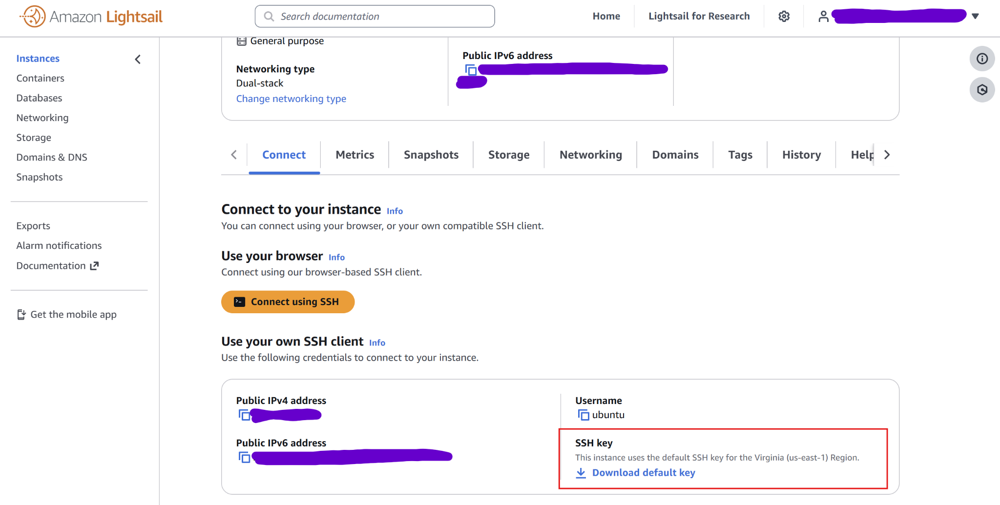 Amazon Lightsail
Search documentation
Home
Lightsail for Research
Instances
Containers
Databases
Networking
Storage
Domains & DNS
Snapshots
Exports
Alarm notifications
Documentation
Get the mobile app
General purpose
Networking type
Dual-stack
Change networking type
Public IPv6 address
Connect
Metrics
Snapshots
Storage
Networking
Domains
Tags
History
Help
Connect to your instance Info
You can connect using your browser, or your own compatible SSH client.
Use your browser Info
Connect using our browser-based SSH client.
>- Connect using SSH
Use your own SSH client Info
Use the following credentials to connect to your instance.
Public IPv4 address
Public IPv6 address
Username
ubuntu
SSH key
This instance uses the default SSH key for the Virginia (us-east-1) Region.
Download default key